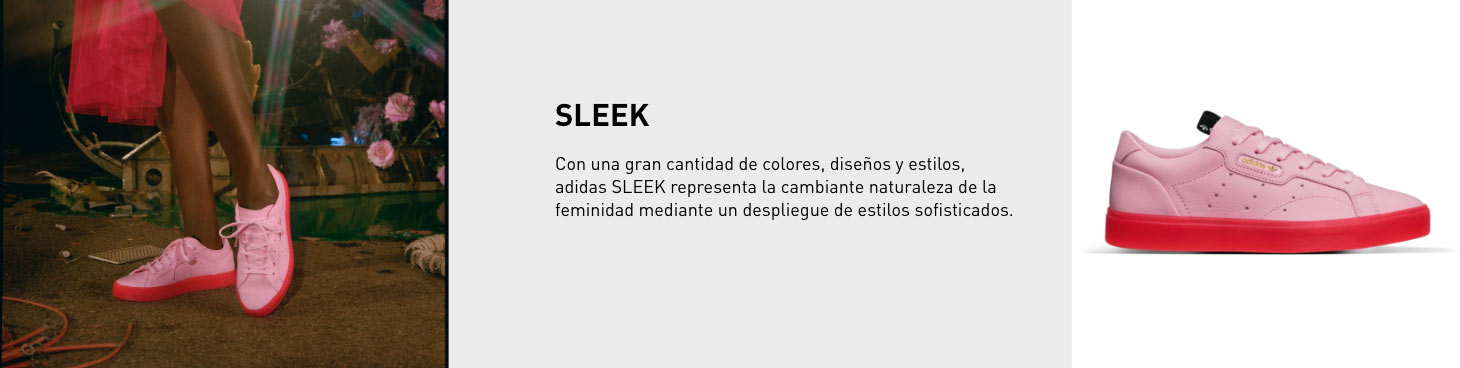 SLEEK
Con una gran cantidad de colores, diseños y estilos,
adidas SLEEK representa la cambiante naturaleza de la
feminidad mediante un despliegue de estilos sofisticados.